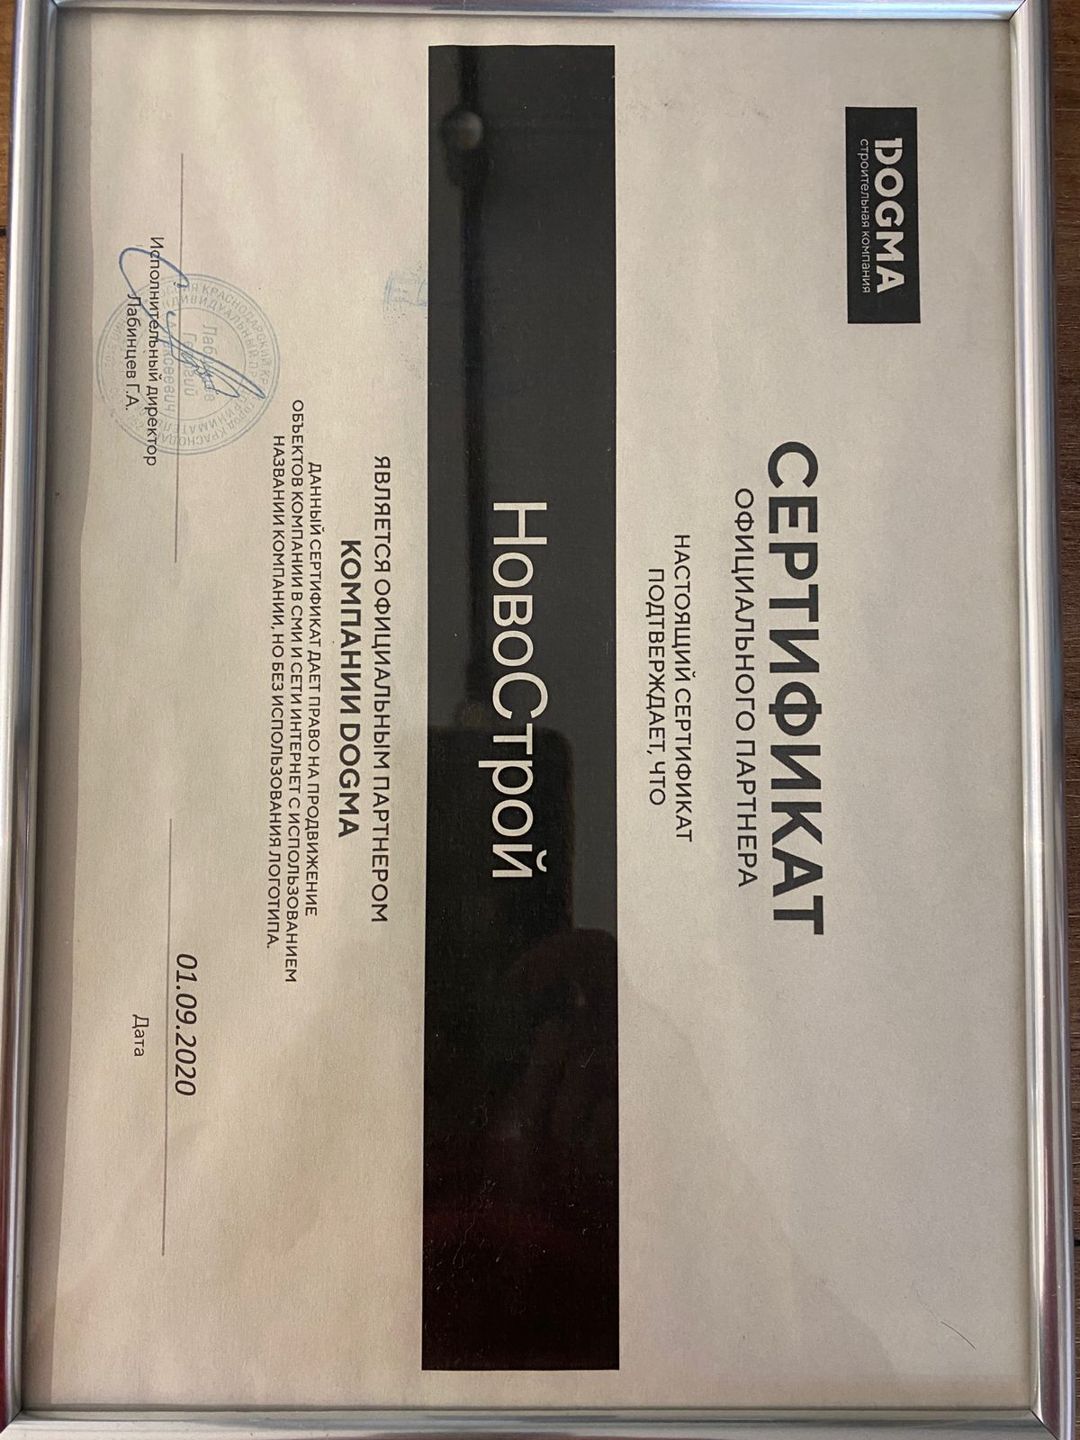 DOGMA
строительная компания
СЕРТИФИКАТ
ОФИЦИАЛЬНОГО ПАРТНЕРА
НАСТОЯЩИЙ СЕРТИФИКАТ
ПОДТВЕРЖДАЕТ, ЧТО
НовоСтрой
ЯВЛЯЕТСЯ ОФИЦИАЛЬНЫМ ПАРТНЕРОМ
КОМПАНИИ DOGMA
ДАННЫЙ СЕРТИФИКАТ ДАЕТ ПРАВО НА ПРОДВИЖЕНИЕ
ОБЪЕКТОВ КОМПАНИИ В СМИ И СЕТИ ИНТЕРНЕТ С ИСПОЛЬЗОВАНИЕМ
НАЗВАНИИ КОМПАНИИ, НО БЕЗ ИСПОЛЬЗОВАНИЯ ЛОГОТИПА.
Исполнительный директор
Лабинцев Г.А.
01.09.2020
Дата